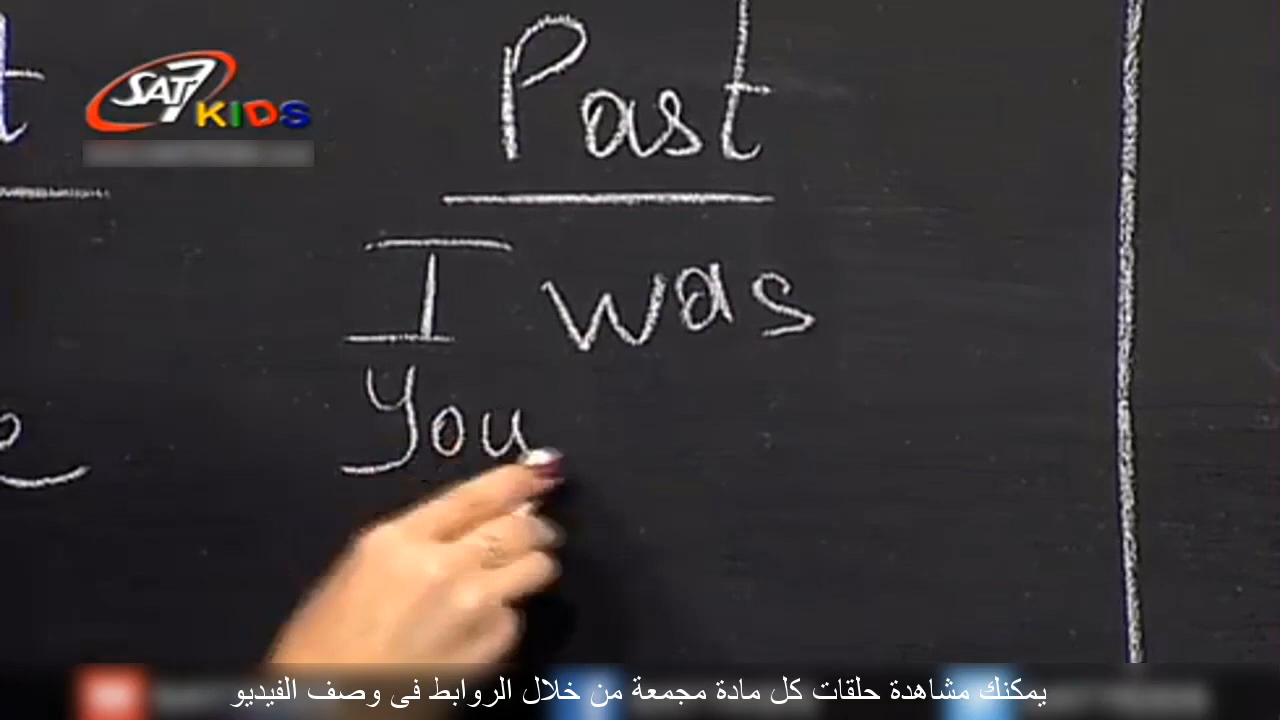 SAT7
KIDS
Past
I was
You
يمكنك مشاهدة حلقات كل مادة مجمعة من خلال الروابط فى وصف الفيديو